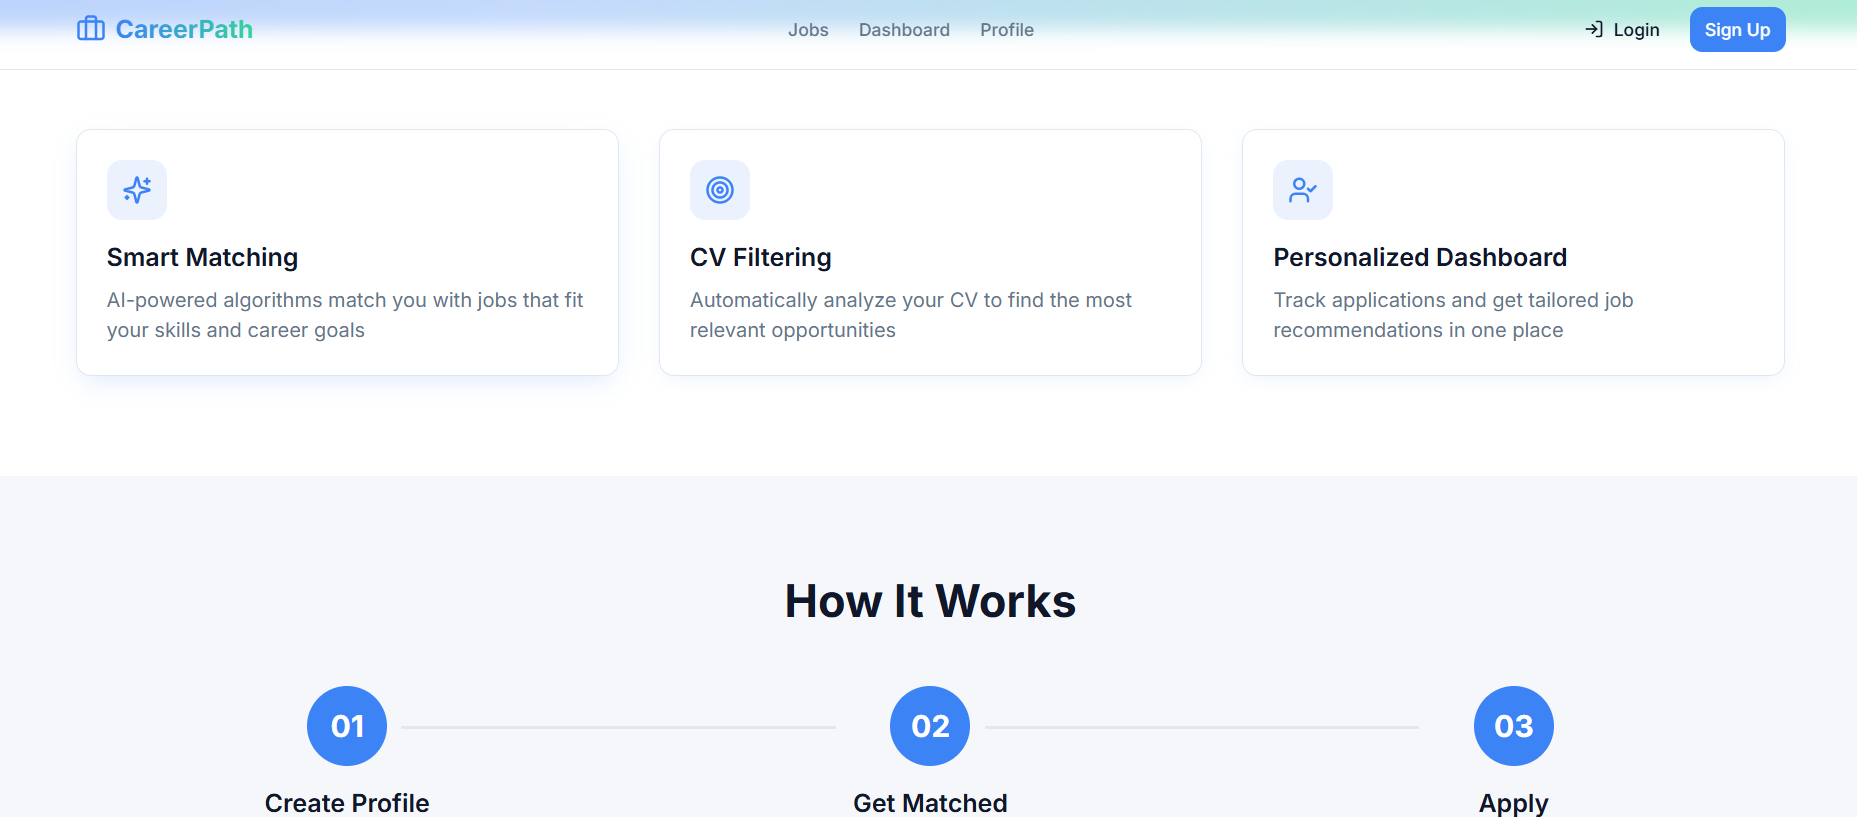 CareerPath
Jobs Dashboard Profile
Login
Sign Up
Smart Matching
AI-powered algorithms match you with jobs that fit
your skills and career goals
CV Filtering
Automatically analyze your CV to find the most
relevant opportunities
Personalized Dashboard
Track applications and get tailored job
recommendations in one place
How It Works
01
Create Profile
02
Get Matched
03
Apply